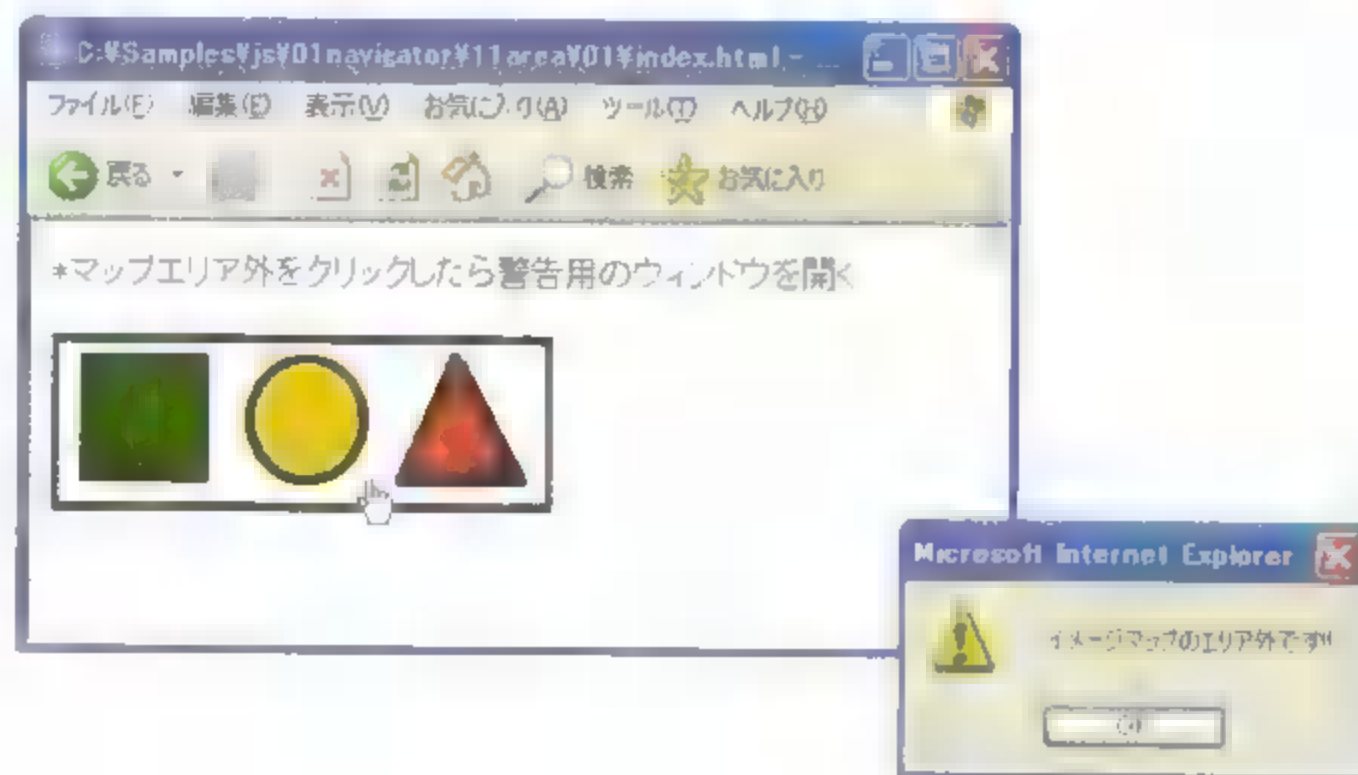 C:¥Samples¥js¥01navigator¥11area¥01¥index.html - ...
ファイル(F) 編集(E) 表示(V) お気に入り(A) ツール(T) ヘルプ(H)
戻る 検索 お気に入り
*マップエリア外をクリックしたら警告用のウィンドウを開く
Microsoft Internet Explorer
イメージマップのエリア外です!!